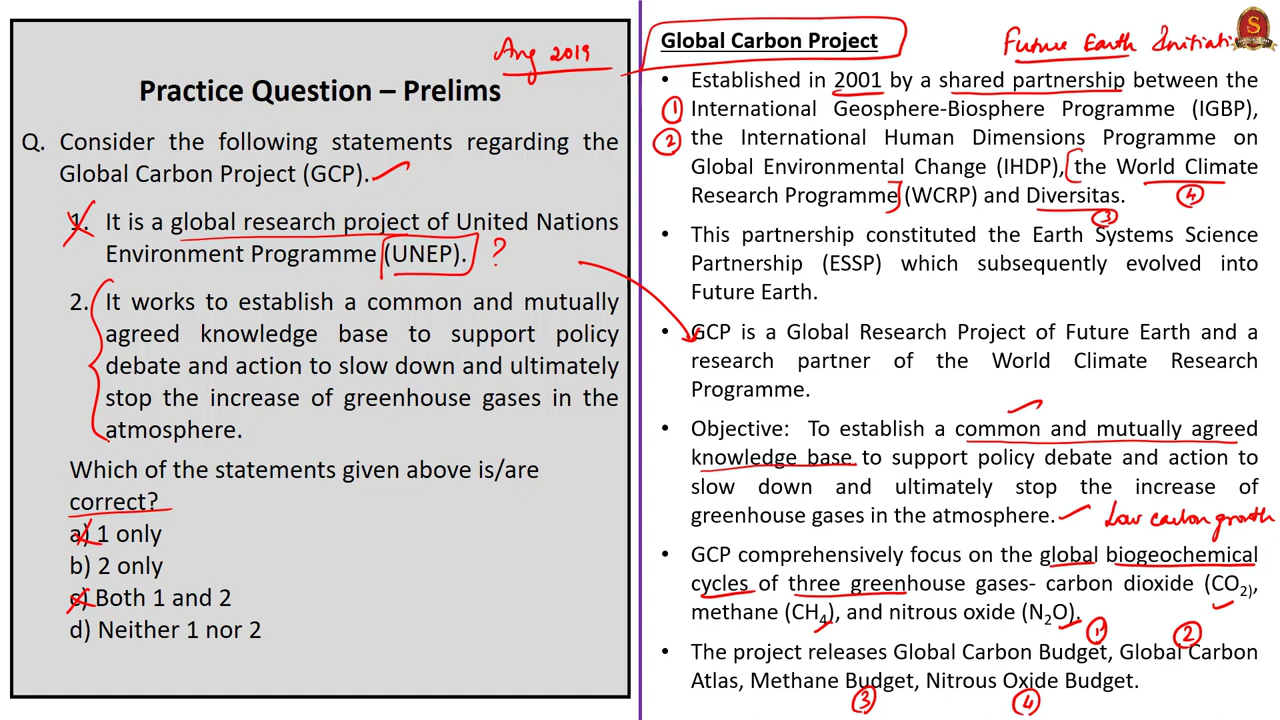 Aug 2019
Practice Question – Prelims
Q. Consider the following statements regarding the
Global Carbon Project (GCP).
1. It is a global research project of United Nations
Environment Programme (UNEP). ?
2. It works to establish a common and mutually
agreed knowledge base to support policy
debate and action to slow down and ultimately
stop the increase of greenhouse gases in the
atmosphere.
Which of the statements given above is/are
correct?
a) 1 only
b) 2 only
c) Both 1 and 2
d) Neither 1 nor 2
Global Carbon Project
Future Earth Initiati
S
• Established in 2001 by a shared partnership between the
① International Geosphere-Biosphere Programme (IGBP),
② the International Human Dimensions Programme on
Global Environmental Change (IHDP), [the World Climate
Research Programme] (WCRP) and Diversitas. ④
③
• This partnership constituted the Earth Systems Science
Partnership (ESSP) which subsequently evolved into
Future Earth.
• GCP is a Global Research Project of Future Earth and a
research partner of the World Climate Research
Programme.
• Objective: To establish a common and mutually agreed
knowledge base to support policy debate and action to
slow down and ultimately stop the increase of
greenhouse gases in the atmosphere. Low carbon growth
• GCP comprehensively focus on the global biogeochemical
cycles of three greenhouse gases- carbon dioxide (CO₂),
methane (CH₄), and nitrous oxide (N₂O).
① ②
• The project releases Global Carbon Budget, Global Carbon
Atlas, Methane Budget, Nitrous Oxide Budget.
③ ④